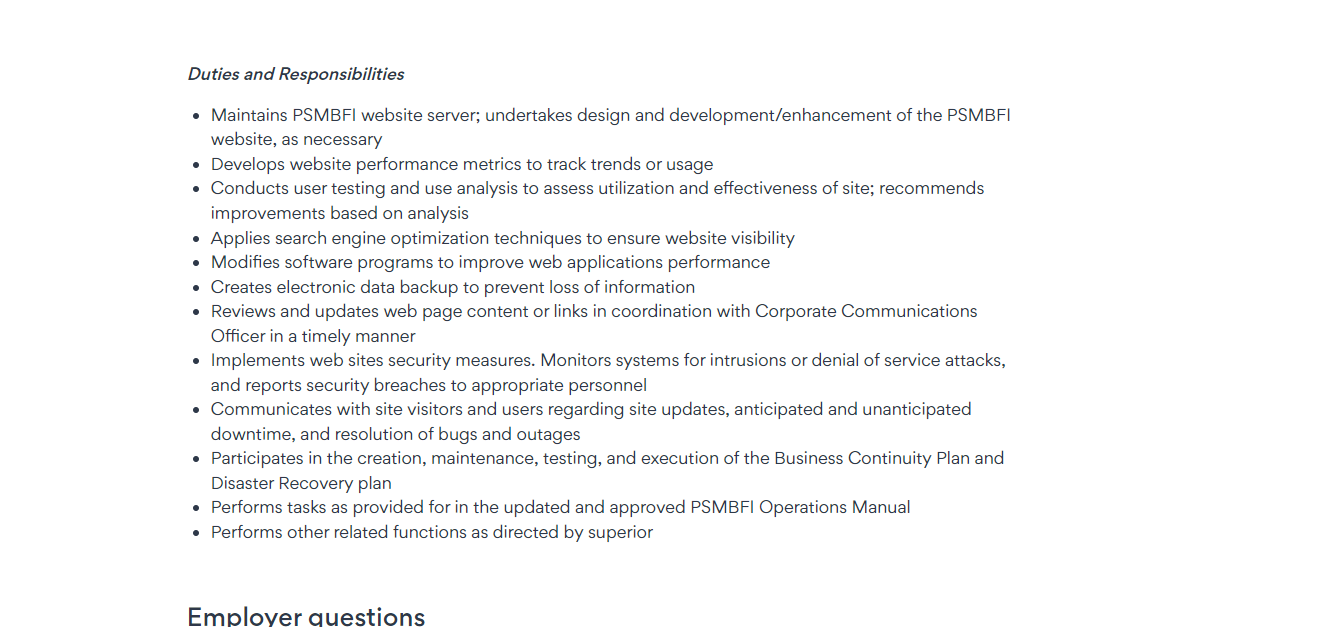 Duties and Responsibilities
• Maintains PSMBFI website server; undertakes design and development/enhancement of the PSMBFI
website, as necessary
• Develops website performance metrics to track trends or usage
• Conducts user testing and use analysis to assess utilization and effectiveness of site; recommends
improvements based on analysis
• Applies search engine optimization techniques to ensure website visibility
• Modifies software programs to improve web applications performance
• Creates electronic data backup to prevent loss of information
• Reviews and updates web page content or links in coordination with Corporate Communications
Officer in a timely manner
• Implements web sites security measures. Monitors systems for intrusions or denial of service attacks,
and reports security breaches to appropriate personnel
• Communicates with site visitors and users regarding site updates, anticipated and unanticipated
downtime, and resolution of bugs and outages
• Participates in the creation, maintenance, testing, and execution of the Business Continuity Plan and
Disaster Recovery plan
• Performs tasks as provided for in the updated and approved PSMBFI Operations Manual
• Performs other related functions as directed by superior
Employer questions